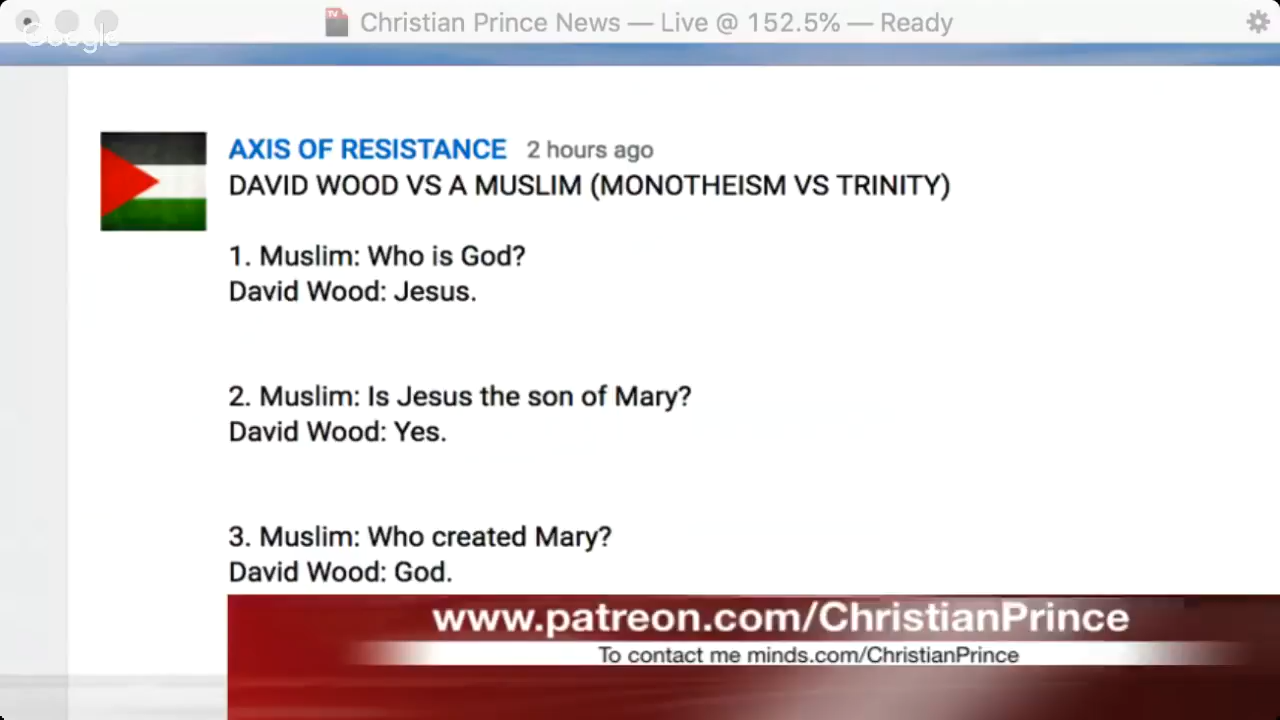 Christian Prince News — Live @ 152.5% — Ready
Google
AXIS OF RESISTANCE 2 hours ago
DAVID WOOD VS A MUSLIM (MONOTHEISM VS TRINITY)
1. Muslim: Who is God?
David Wood: Jesus.
2. Muslim: Is Jesus the son of Mary?
David Wood: Yes.
3. Muslim: Who created Mary?
David Wood: God.
www.patreon.com/ChristianPrince
To contact me minds.com/ChristianPrince